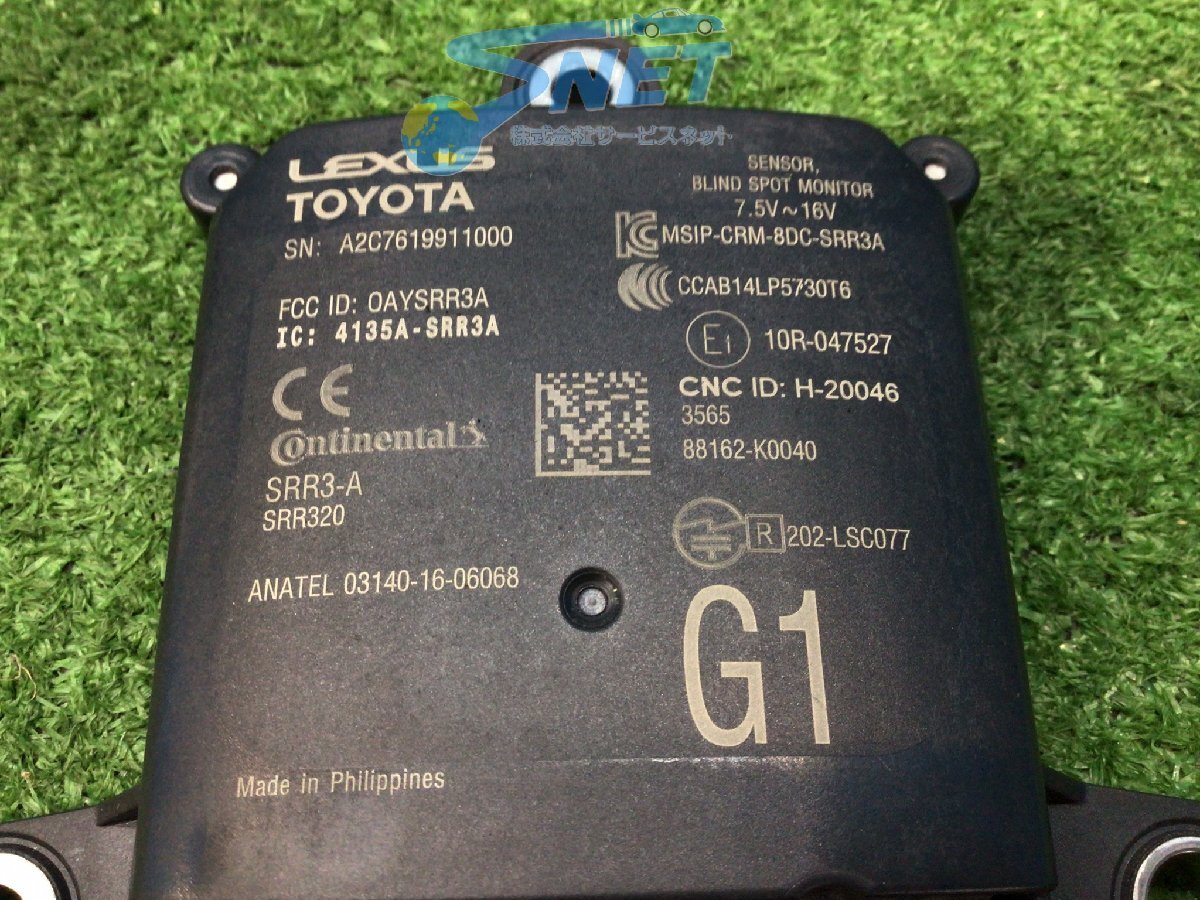 SNET
株式会社サービスネット
LEXUS
TOYOTA
SN: A2C7619911000
FCC ID: OAYSRR3A
IC: 4135A-SRR3A
CE
Continental
SRR3-A
SRR320
ANATEL 03140-16-06068
Made in Philippines
SENSOR,
BLIND SPOT MONITOR
7.5V~16V
MSIP-CRM-8DC-SRR3A
CCAB14LP5730T6
E1 10R-047527
CNC ID: H-20046
3565
88162-K0040
R 202-LSC077
G1